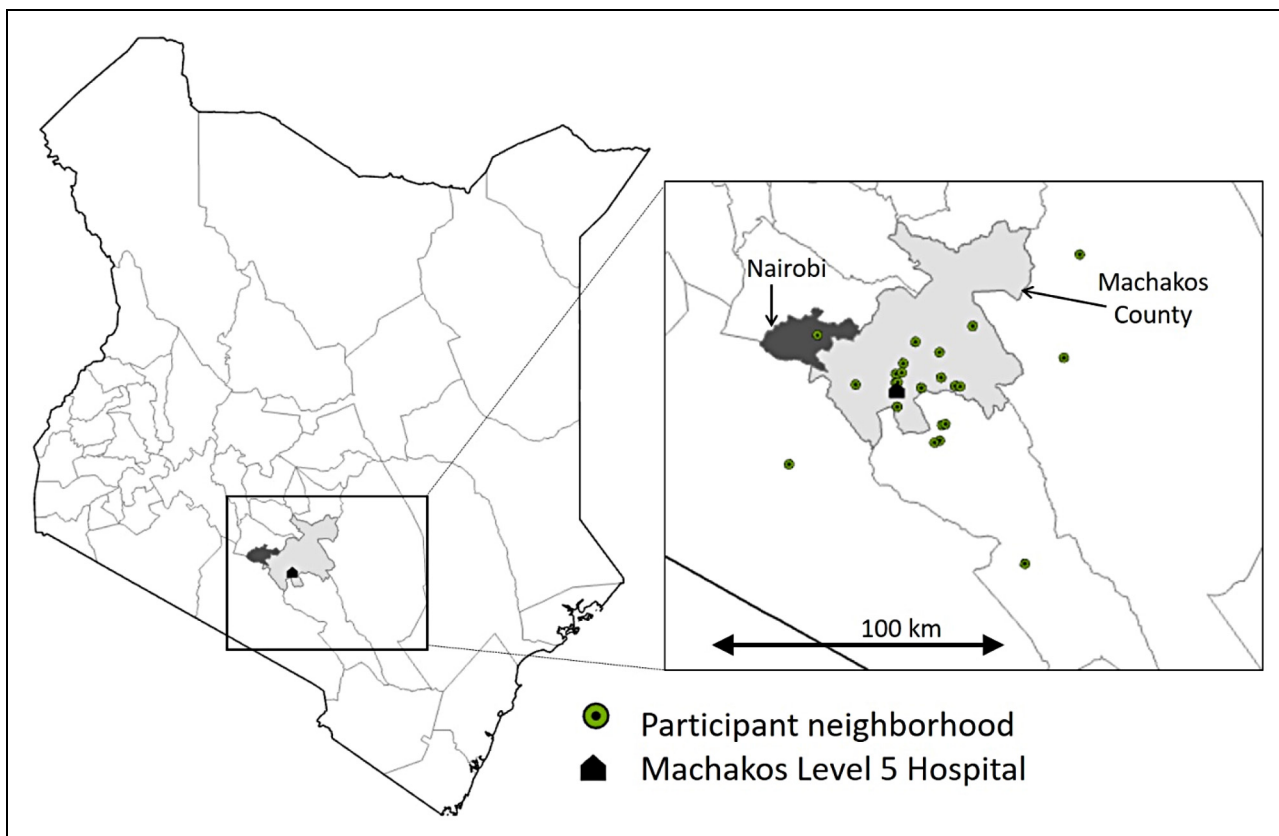 Nairobi
Machakos
County
100 km
Participant neighborhood
Machakos Level 5 Hospital